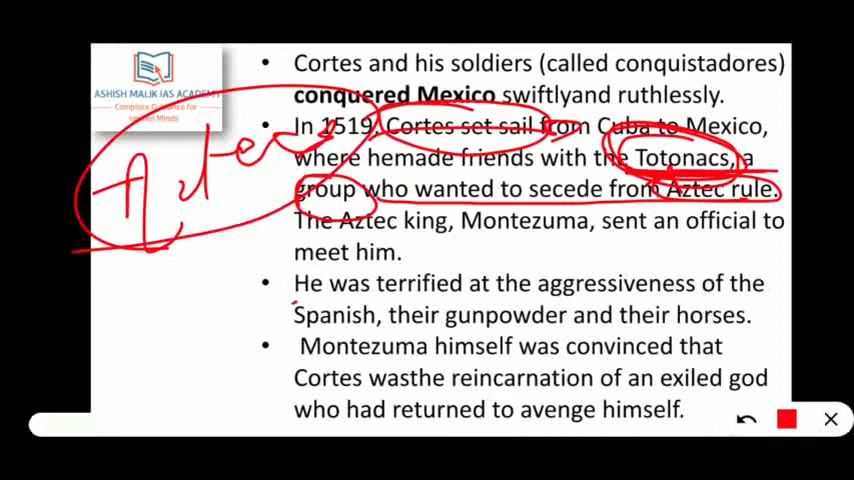 ASHISH MALIK IAS ACADEMY
Complete Guidance for
Minds
• Cortes and his soldiers (called conquistadores)
conquered Mexico swiftlyand ruthlessly.
• In 1519, Cortes set sail from Cuba to Mexico,
where hemade friends with the Totonacs, a
group who wanted to secede from Aztec rule.
The Aztec king, Montezuma, sent an official to
meet him.
• He was terrified at the aggressiveness of the
Spanish, their gunpowder and their horses.
• Montezuma himself was convinced that
Cortes wasthe reincarnation of an exiled god
who had returned to avenge himself.